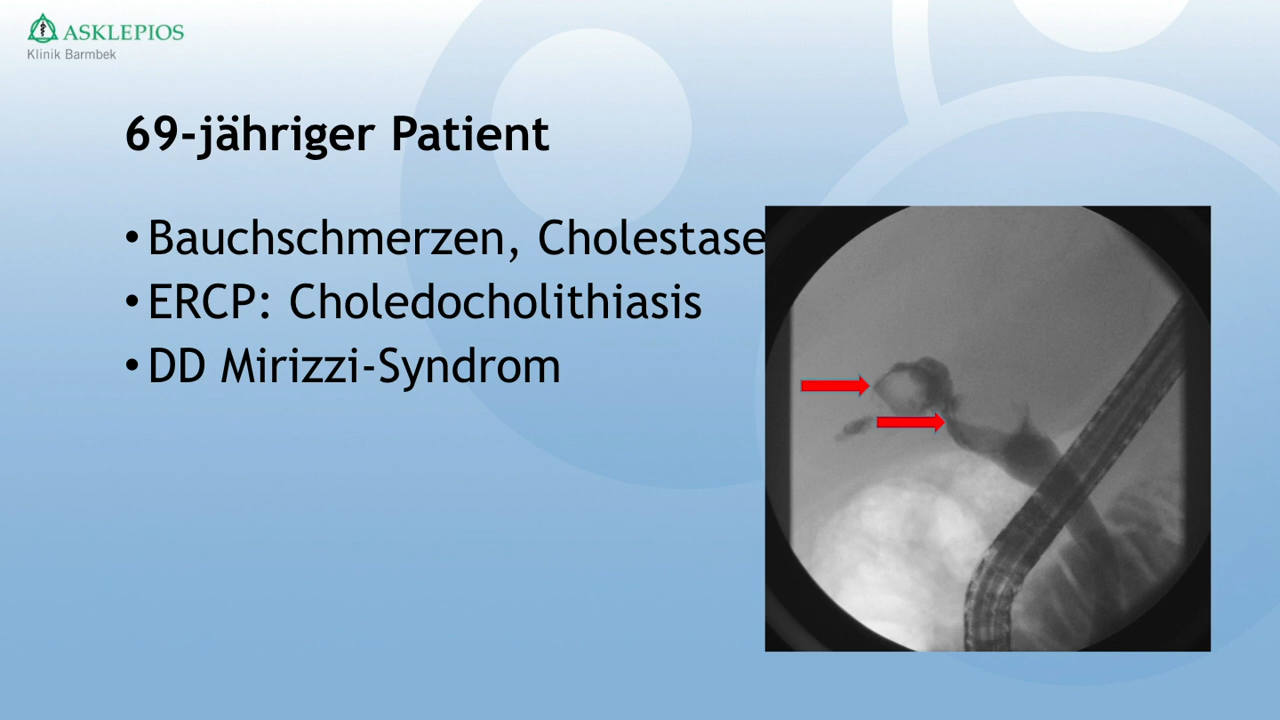 ASKLEPIOS
Klinik Barmbek
69-jähriger Patient
• Bauchschmerzen, Cholestase
• ERCP: Choledocholithiasis
• DD Mirizzi-Syndrom